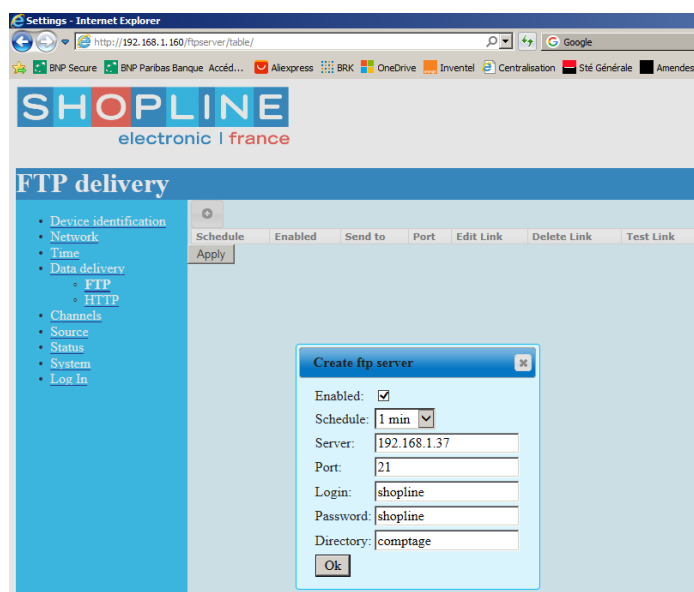 Settings - Internet Explorer
http://192.168.1.160/ftpserver/table/
Google
BNP Secure BNP Paribas Banque Accéd... Aliexpress BRK OneDrive Inventel Centralisation Sté Générale Amendes
SHOPLINE
electronic | france
FTP delivery
Device identification
Network
Time
Data delivery
FTP
HTTP
Channels
Source
Status
System
Log In
Schedule Enabled Send to Port Edit Link Delete Link Test Link
Apply
Create ftp server
Enabled:
Schedule: 1 min
Server: 192.168.1.37
Port: 21
Login: shopline
Password: shopline
Directory: comptage
Ok